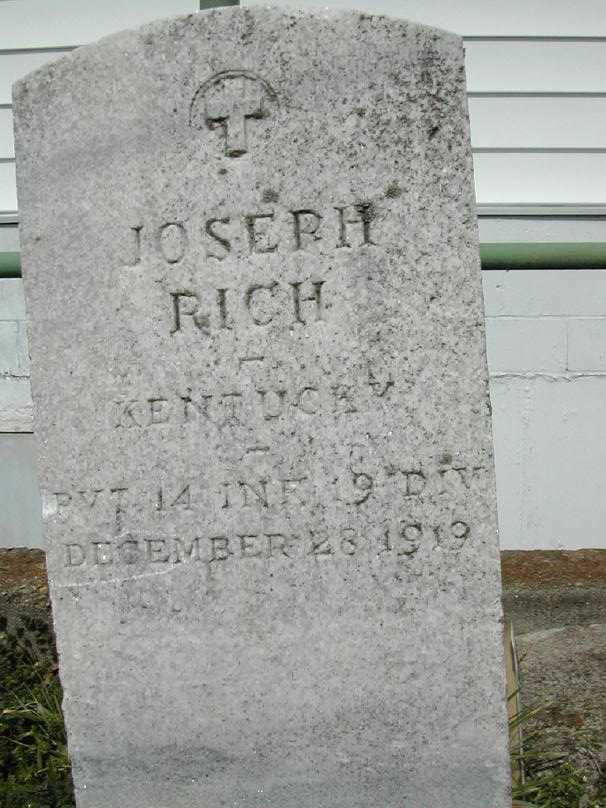 JOSEPH
RICH
—
KENTUCKY
—
PVT 14 INF. 19 DIV.
DECEMBER 28 1919